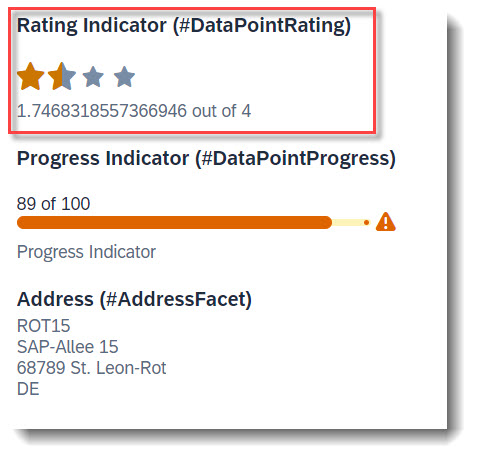 Rating Indicator (#DataPointRating)
1.7468318557366946 out of 4
Progress Indicator (#DataPointProgress)
89 of 100
Progress Indicator
Address (#AddressFacet)
ROT15
SAP-Allee 15
68789 St. Leon-Rot
DE